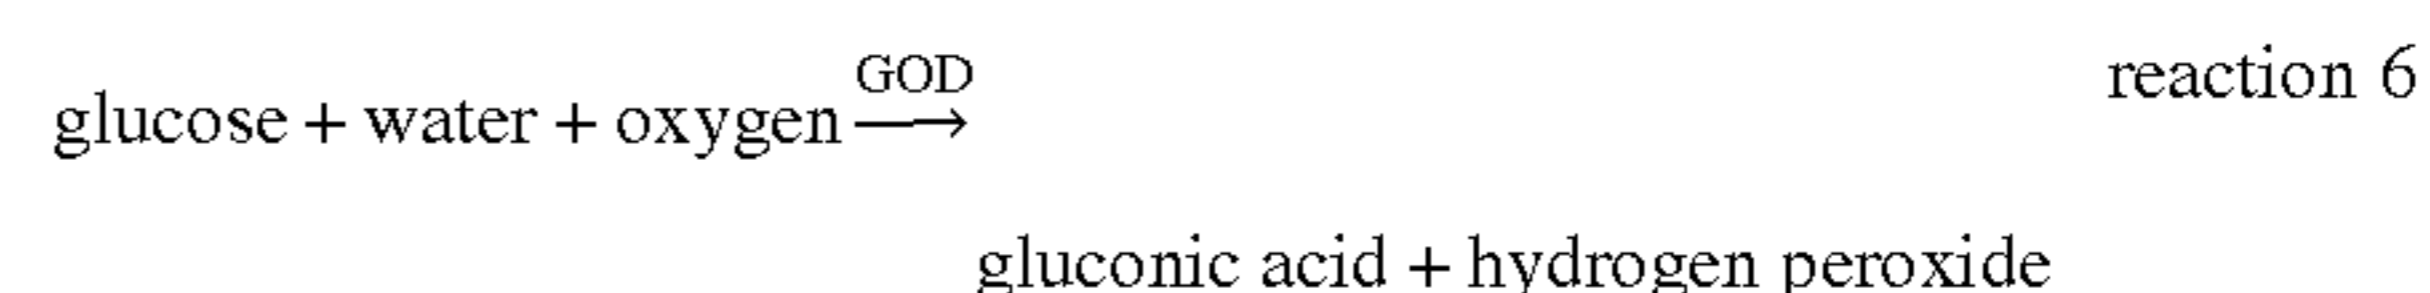 glucose + water + oxygen GOD⟶ reaction 6
gluconic acid + hydrogen peroxide